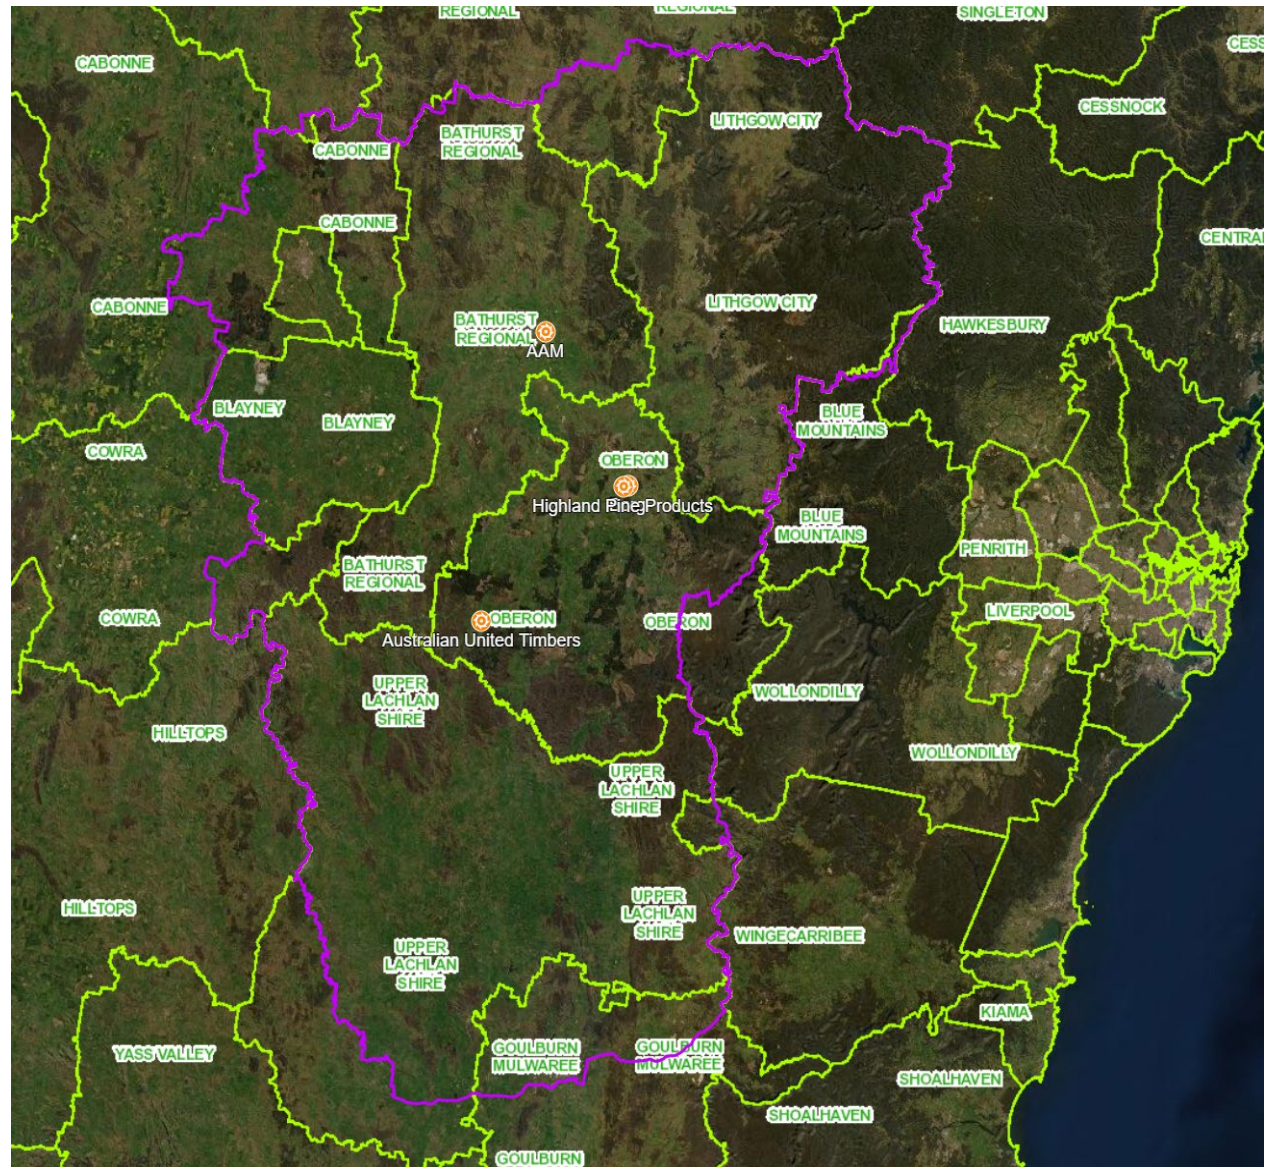 REGIONAL
REGIONAL
SINGLETON
CESS
CABONNE
CESSNOCK
LITHGOW CITY
BATHURST
REGIONAL
CABONNE
CABONNE
CENTRAL
LITHGOW CITY
CABONNE
BATHURST
REGIONAL
HAWKESBURY
AAM
BLAYNEY
BLAYNEY
BLUE
MOUNTAINS
COWRA
OBERON
Highland Pine Products
BLUE
MOUNTAINS
PENRITH
BATHURST
REGIONAL
COWRA
OBERON
OBERON
LIVERPOOL
Australian United Timbers
UPPER
LACHLAN
SHIRE
WOLLONDILLY
HILLTOPS
WOLLONDILLY
UPPER
LACHLAN
SHIRE
HILLTOPS
UPPER
LACHLAN
SHIRE
WINGECARRIBEE
UPPER
LACHLAN
SHIRE
KIAMA
YASS VALLEY
GOULBURN
MULWAREE
GOULBURN
MULWAREE
SHOALHAVEN
SHOALHAVEN
GOULBURN